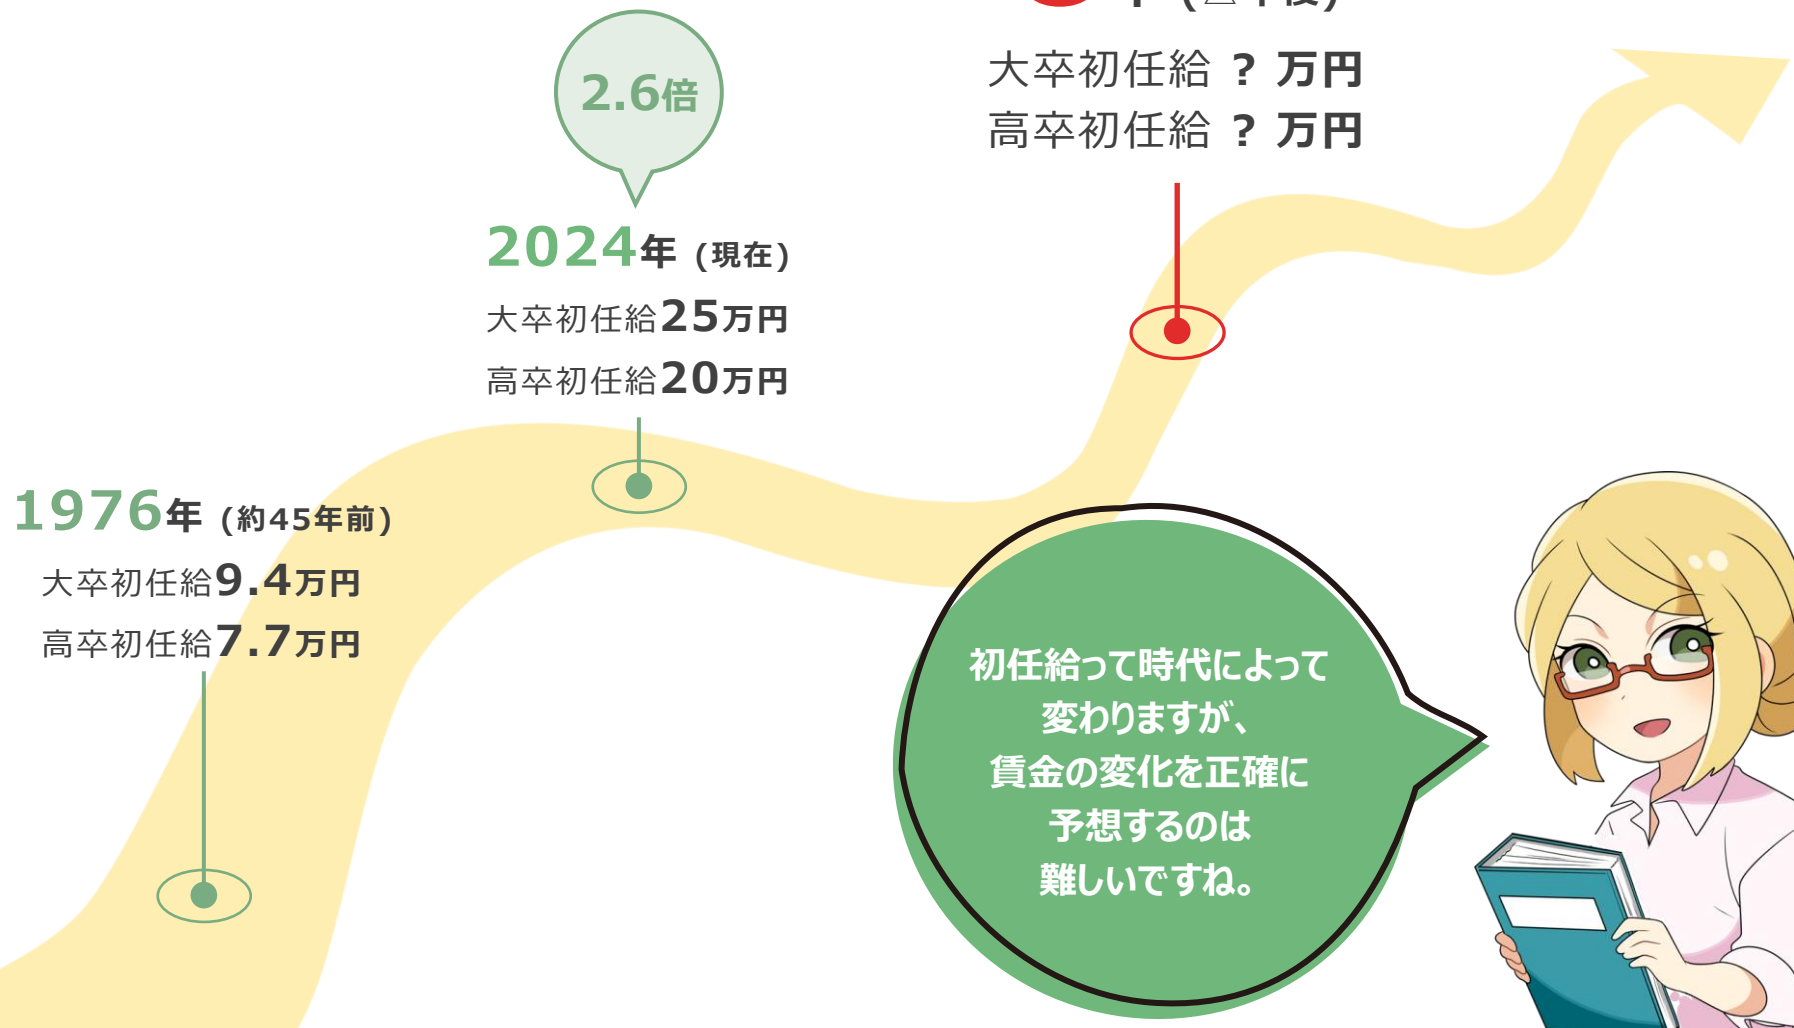 2.6倍
大卒初任給 ? 万円
高卒初任給 ? 万円
2024年 (現在)
大卒初任給25万円
高卒初任給20万円
1976年 (約45年前)
大卒初任給9.4万円
高卒初任給7.7万円
初任給って時代によって
変わりますが、
賃金の変化を正確に
予想するのは
難しいですね。